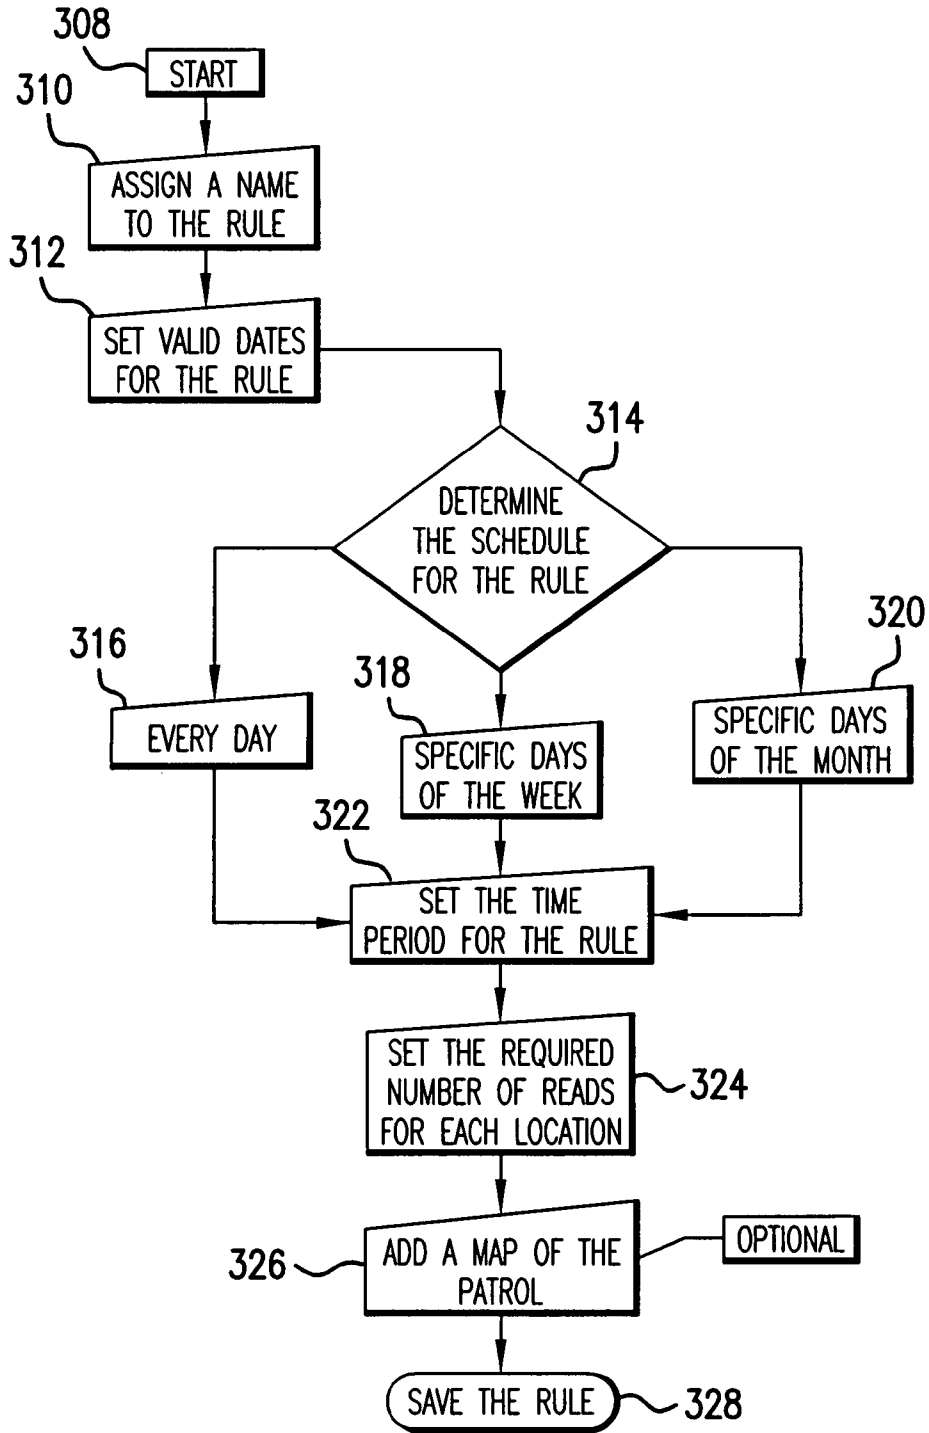 308
START
310
ASSIGN A NAME
TO THE RULE
312
SET VALID DATES
FOR THE RULE
314
DETERMINE
THE SCHEDULE
FOR THE RULE
316
EVERY DAY
318
SPECIFIC DAYS
OF THE WEEK
320
SPECIFIC DAYS
OF THE MONTH
322
SET THE TIME
PERIOD FOR THE RULE
SET THE REQUIRED
NUMBER OF READS
FOR EACH LOCATION
324
326
ADD A MAP OF THE
PATROL
OPTIONAL
SAVE THE RULE
328